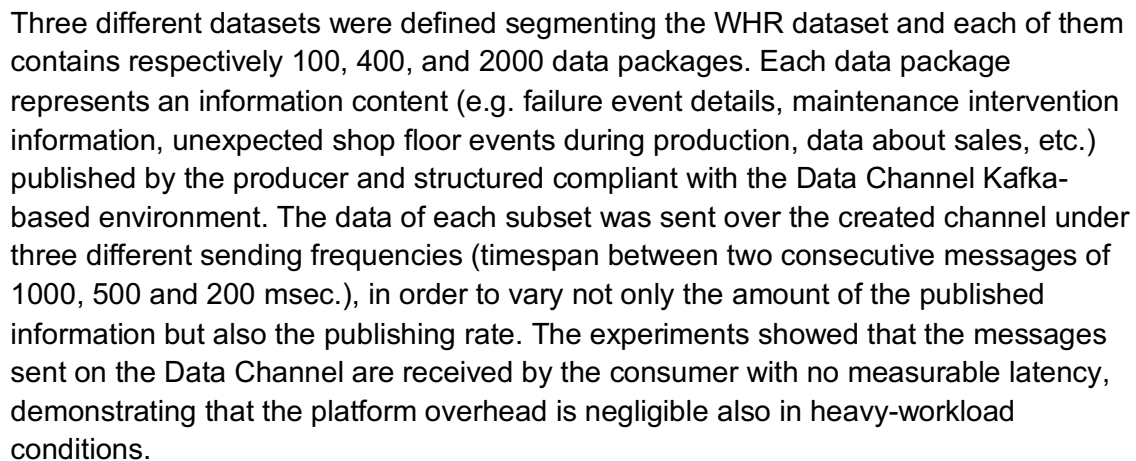 Three different datasets were defined segmenting the WHR dataset and each of them
contains respectively 100, 400, and 2000 data packages. Each data package
represents an information content (e.g. failure event details, maintenance intervention
information, unexpected shop floor events during production, data about sales, etc.)
published by the producer and structured compliant with the Data Channel Kafka-
based environment. The data of each subset was sent over the created channel under
three different sending frequencies (timespan between two consecutive messages of
1000, 500 and 200 msec.), in order to vary not only the amount of the published
information but also the publishing rate. The experiments showed that the messages
sent on the Data Channel are received by the consumer with no measurable latency,
demonstrating that the platform overhead is negligible also in heavy-workload
conditions.